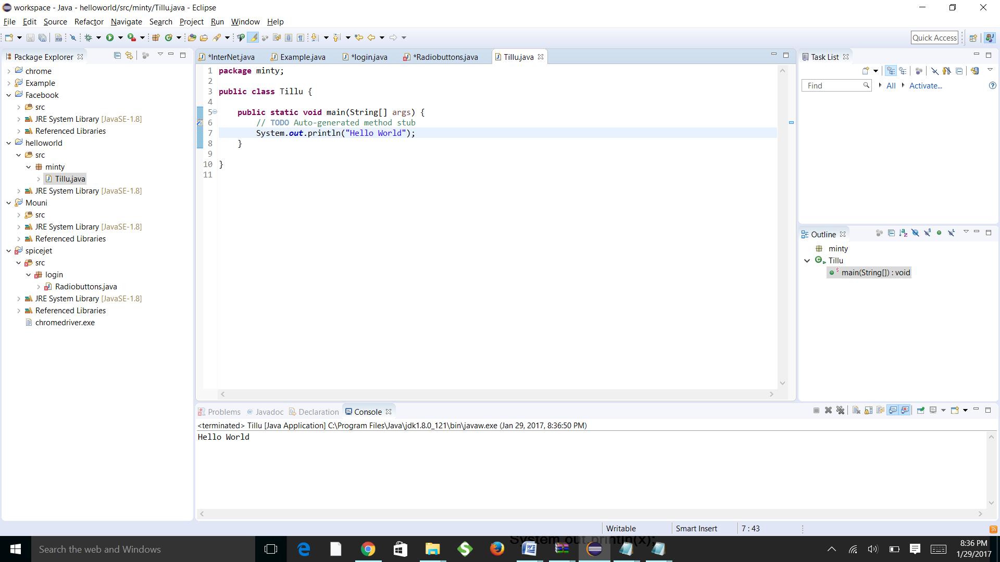 workspace - Java - helloworld/src/minty/Tillu.java - Eclipse
File Edit Source Refactor Navigate Search Project Run Window Help
Quick Access
Package Explorer
chrome
Example
Facebook
src
JRE System Library [JavaSE-1.8]
Referenced Libraries
helloworld
src
minty
Tillu.java
JRE System Library [JavaSE-1.8]
Mouni
src
JRE System Library [JavaSE-1.8]
Referenced Libraries
spicejet
src
login
Radiobuttons.java
JRE System Library [JavaSE-1.8]
Referenced Libraries
chromedriver.exe
*InterNet.java Example.java *login.java *Radiobuttons.java Tillu.java
1 package minty;
2
3 public class Tillu {
4
5 public static void main(String[] args) {
6 // TODO Auto-generated method stub
7 System.out.println("Hello World");
8 }
9
10 }
11
Task List
Find All Activate...
Outline
minty
Tillu
main(String[]) : void
Problems @ Javadoc Declaration Console
<terminated> Tillu [Java Application] C:\Program Files\Java\jdk1.8.0_121\bin\javaw.exe (Jan 29, 2017, 8:36:50 PM)
Hello World
Writable Smart Insert 7 : 43
System.out.println(x);
Search the web and Windows
8:36 PM
1/29/2017